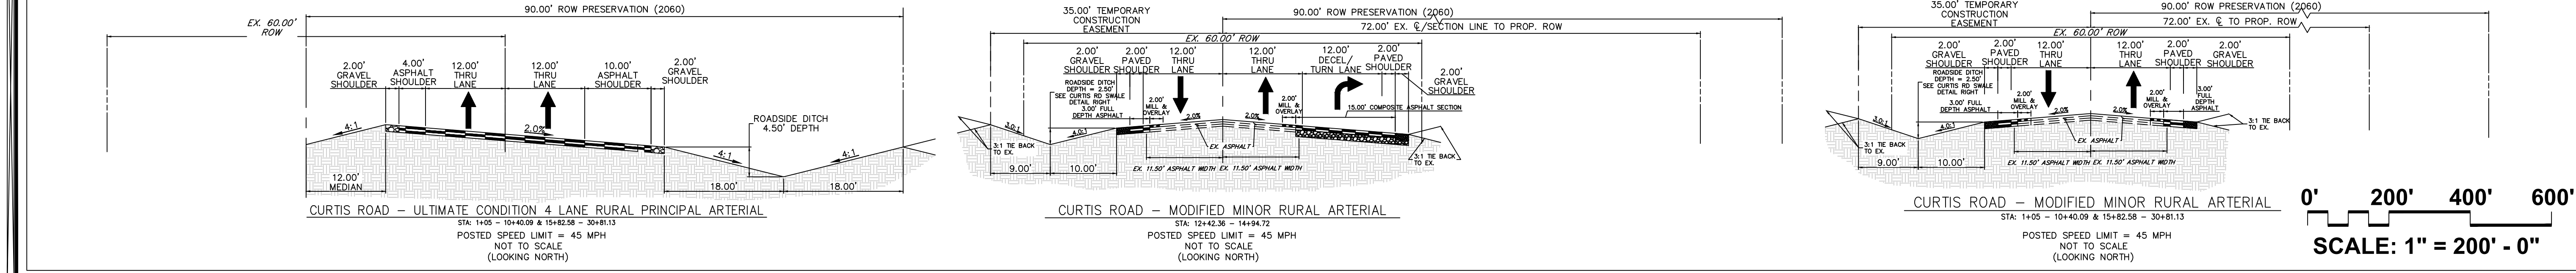 90.00' ROW PRESERVATION (2060)
EX. 60.00'
ROW
2.00'
GRAVEL
SHOULDER
4.00'
ASPHALT
SHOULDER
12.00'
THRU
LANE
12.00'
THRU
LANE
10.00'
ASPHALT
SHOULDER
2.00'
GRAVEL
SHOULDER
4:1
2.0%
ROADSIDE DITCH
4.50' DEPTH
4:1
4:1
12.00'
MEDIAN
18.00'
18.00'
CURTIS ROAD – ULTIMATE CONDITION 4 LANE RURAL PRINCIPAL ARTERIAL
STA: 1+05 - 10+40.09 & 15+82.58 - 30+81.13
POSTED SPEED LIMIT = 45 MPH
NOT TO SCALE
(LOOKING NORTH)
35.00' TEMPORARY
CONSTRUCTION
EASEMENT
90.00' ROW PRESERVATION (2060)
72.00' EX. ℄/SECTION LINE TO PROP. ROW
EX. 60.00' ROW
2.00'
GRAVEL
SHOULDER
2.00'
PAVED
SHOULDER
12.00'
THRU
LANE
12.00'
THRU
LANE
12.00'
DECEL/
TURN LANE
2.00'
PAVED
SHOULDER
2.00'
GRAVEL
SHOULDER
ROADSIDE DITCH
DEPTH = 2.50'
SEE CURTIS RD SWALE
DETAIL RIGHT
3.00' FULL
DEPTH ASPHALT
2.00'
MILL &
OVERLAY
2.00'
MILL &
OVERLAY
15.00' COMPOSITE ASPHALT SECTION
3.0:1
4.0:1
2.0%
2.0%
EX. ASPHALT
3:1 TIE BACK
TO EX.
3:1 TIE BACK
TO EX.
9.00'
10.00'
EX. 11.50' ASPHALT WIDTH
EX. 11.50' ASPHALT WIDTH
CURTIS ROAD – MODIFIED MINOR RURAL ARTERIAL
STA: 12+42.36 - 14+94.72
POSTED SPEED LIMIT = 45 MPH
NOT TO SCALE
(LOOKING NORTH)
35.00' TEMPORARY
CONSTRUCTION
EASEMENT
90.00' ROW PRESERVATION (2060)
72.00' EX. ℄ TO PROP. ROW
EX. 60.00' ROW
2.00'
GRAVEL
SHOULDER
2.00'
PAVED
SHOULDER
12.00'
THRU
LANE
12.00'
THRU
LANE
2.00'
PAVED
SHOULDER
2.00'
GRAVEL
SHOULDER
ROADSIDE DITCH
DEPTH = 2.50'
SEE CURTIS RD SWALE
DETAIL RIGHT
3.00' FULL
DEPTH ASPHALT
2.00'
MILL &
OVERLAY
2.00'
MILL &
OVERLAY
3.00'
FULL
DEPTH
ASPHALT
3.0:1
4.0:1
2.0%
2.0%
EX. ASPHALT
3:1 TIE BACK
TO EX.
3:1 TIE BACK
TO EX.
9.00'
10.00'
EX. 11.50' ASPHALT WIDTH
EX. 11.50' ASPHALT WIDTH
CURTIS ROAD – MODIFIED MINOR RURAL ARTERIAL
STA: 1+05 - 10+40.09 & 15+82.58 - 30+81.13
POSTED SPEED LIMIT = 45 MPH
NOT TO SCALE
(LOOKING NORTH)
0' 200' 400' 600'
SCALE: 1" = 200' - 0"